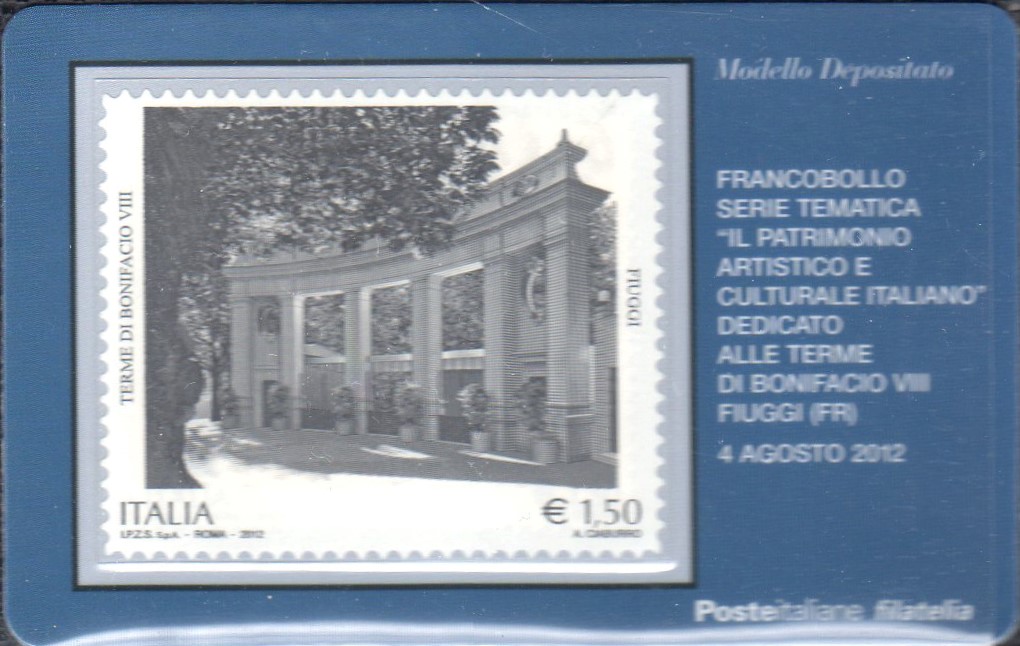 Modello Depositato
TERME DI BONIFACIO VIII
FIUGGI
ITALIA
€ 1,50
I.P.Z.S. S.p.A. - ROMA - 2012
A. CIABURRO
FRANCOBOLLO
SERIE TEMATICA
"IL PATRIMONIO
ARTISTICO E
CULTURALE ITALIANO"
DEDICATO
ALLE TERME
DI BONIFACIO VIII
FIUGGI (FR)
4 AGOSTO 2012
Posteitaliane filatelia